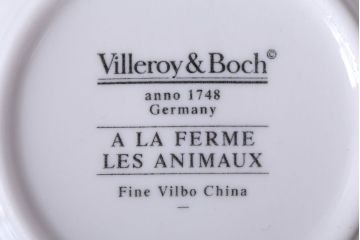 Villeroy & Boch©
anno 1748
Germany
A LA FERME
LES ANIMAUX
Fine Vilbo China